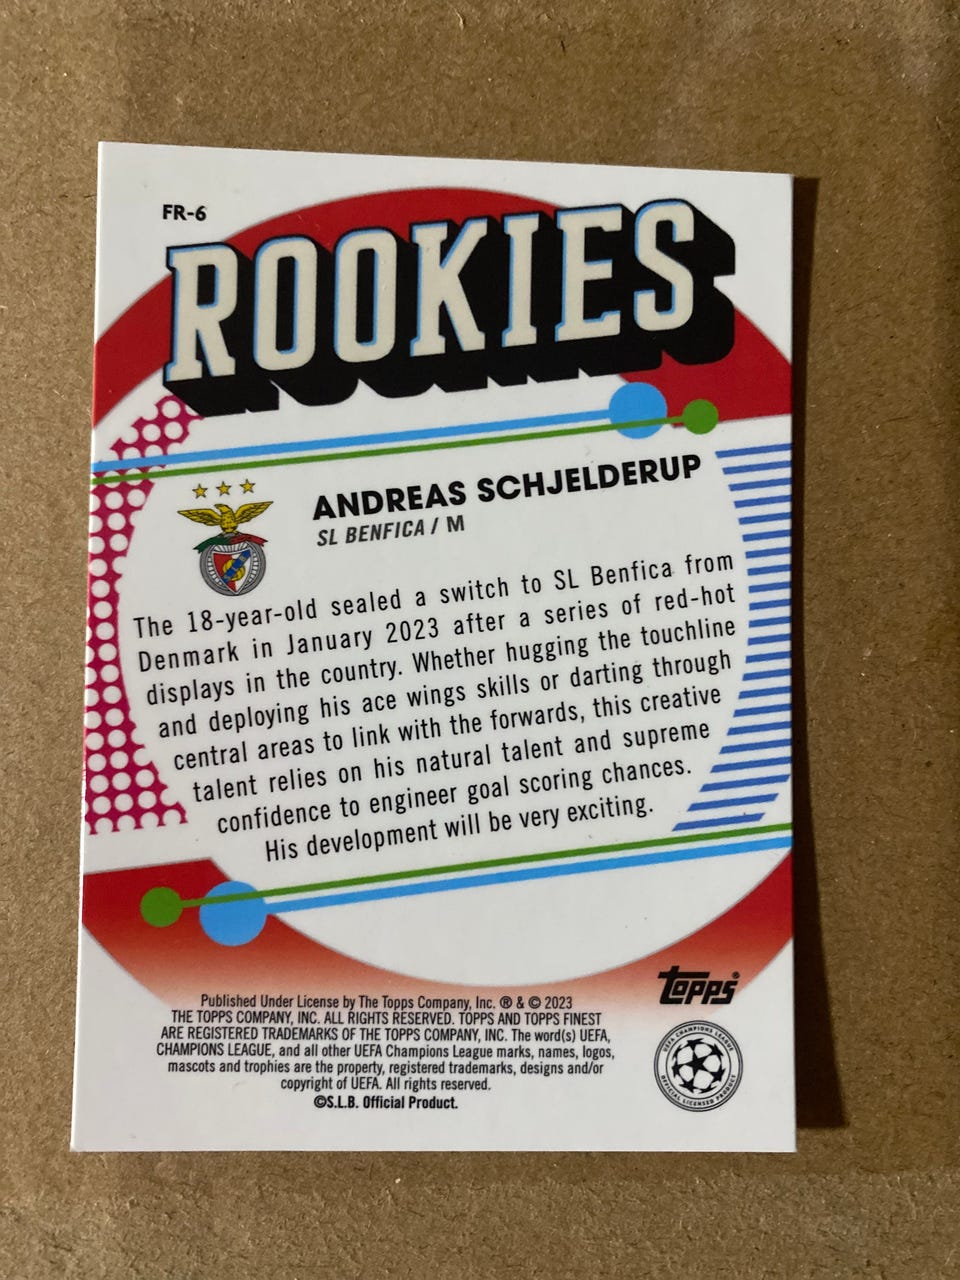 FR-6
ROOKIES
ANDREAS SCHJELDERUP
SL BENFICA / M
The 18-year-old sealed a switch to SL Benfica from
Denmark in January 2023 after a series of red-hot
displays in the country. Whether hugging the touchline
and deploying his ace wings skills or darting through
central areas to link with the forwards, this creative
talent relies on his natural talent and supreme
confidence to engineer goal scoring chances.
His development will be very exciting.
topps®
Published Under License by The Topps Company, Inc. ® & © 2023
THE TOPPS COMPANY, INC. ALL RIGHTS RESERVED. TOPPS AND TOPPS FINEST
ARE REGISTERED TRADEMARKS OF THE TOPPS COMPANY, INC. The word(s) UEFA,
CHAMPIONS LEAGUE, and all other UEFA Champions League marks, names, logos,
mascots and trophies are the property, registered trademarks, designs and/or
copyright of UEFA. All rights reserved.
©S.L.B. Official Product.
UEFA CHAMPIONS LEAGUE
OFFICIAL LICENSED PRODUCT